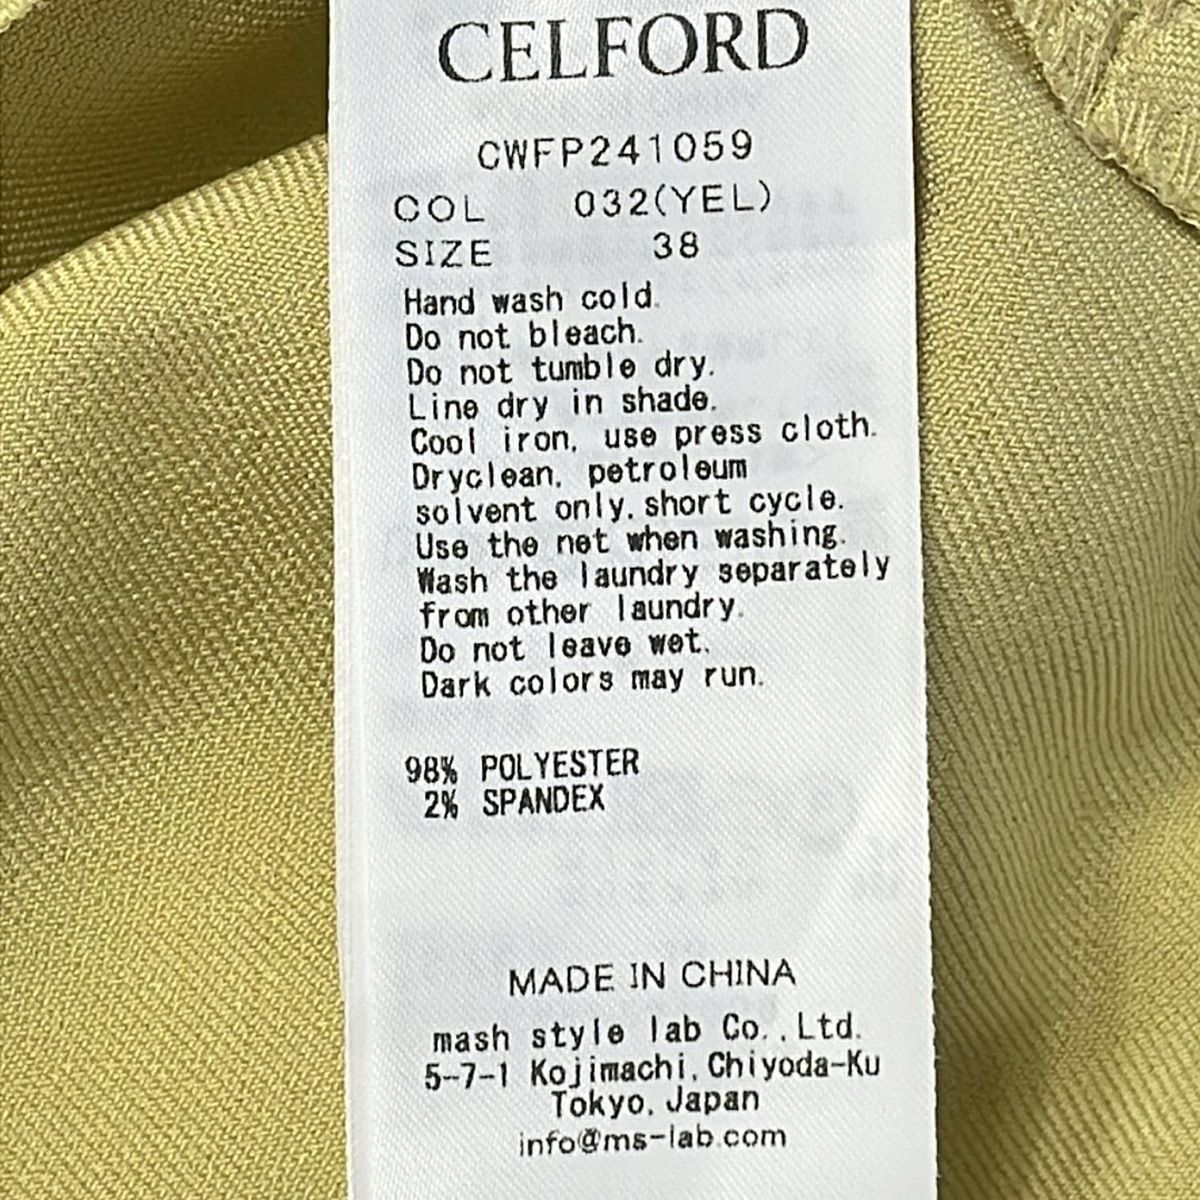 CELFORD
CWFP241059
COL 032(YEL)
SIZE 38
Hand wash cold.
Do not bleach.
Do not tumble dry.
Line dry in shade.
Cool iron, use press cloth.
Dryclean, petroleum
solvent only, short cycle.
Use the net when washing.
Wash the laundry separately
from other laundry.
Do not leave wet.
Dark colors may run.
98% POLYESTER
2% SPANDEX
MADE IN CHINA
mash style lab Co.,Ltd.
5-7-1 Kojimachi, Chiyoda-Ku
Tokyo, Japan
info@ms-lab.com